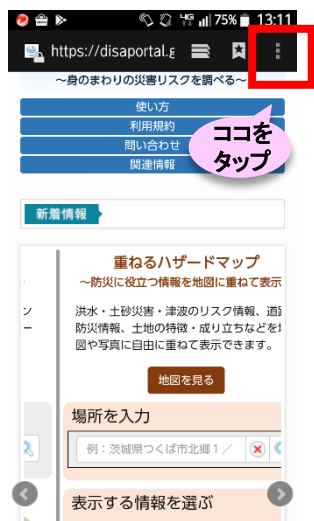 75% 13:11
https://disaportal.g
～身のまわりの災害リスクを調べる～
使い方
利用規約
問い合わせ
関連情報
ココを
タップ
新着情報
重ねるハザードマップ
～防災に役立つ情報を地図に重ねて表示
洪水・土砂災害・津波のリスク情報、道路
防災情報、土地の特徴・成り立ちなどを地
図や写真に自由に重ねて表示できます。
地図を見る
場所を入力
例：茨城県つくば市北郷１／
表示する情報を選ぶ